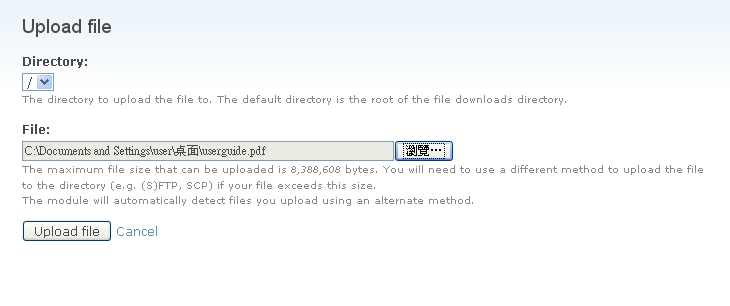 Upload file
Directory:
/
The directory to upload the file to. The default directory is the root of the file downloads directory.
File:
C:\Documents and Settings\user\桌面\userguide.pdf 瀏覽…
The maximum file size that can be uploaded is 8,388,608 bytes. You will need to use a different method to upload the file
to the directory (e.g. (S)FTP, SCP) if your file exceeds this size.
The module will automatically detect files you upload using an alternate method.
Upload file Cancel